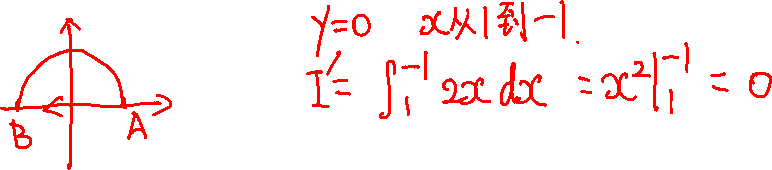 y=0 x从1到-1.
I'= ∫₁⁻¹ 2x dx = x²|₁⁻¹ = 0
B A